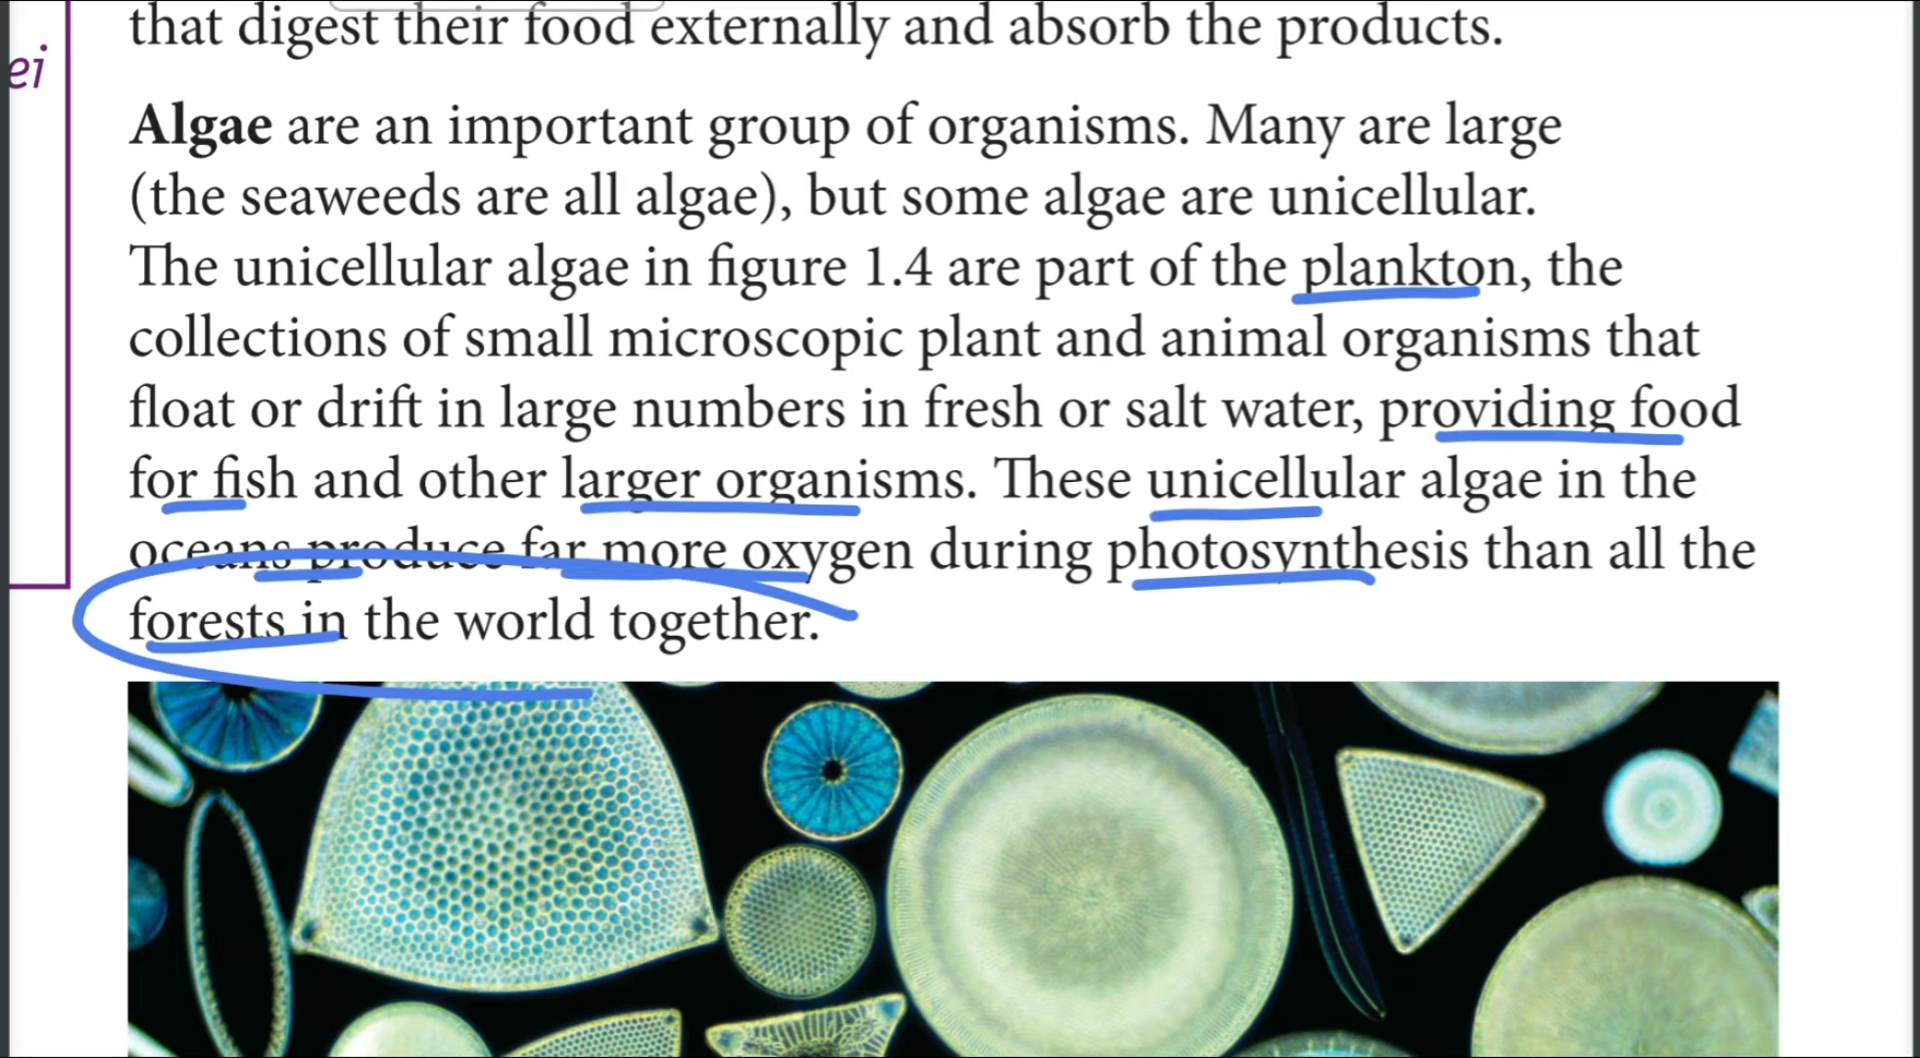 that digest their food externally and absorb the products.
ei
Algae are an important group of organisms. Many are large
(the seaweeds are all algae), but some algae are unicellular.
The unicellular algae in figure 1.4 are part of the plankton, the
collections of small microscopic plant and animal organisms that
float or drift in large numbers in fresh or salt water, providing food
for fish and other larger organisms. These unicellular algae in the
oceans produce far more oxygen during photosynthesis than all the
forests in the world together.